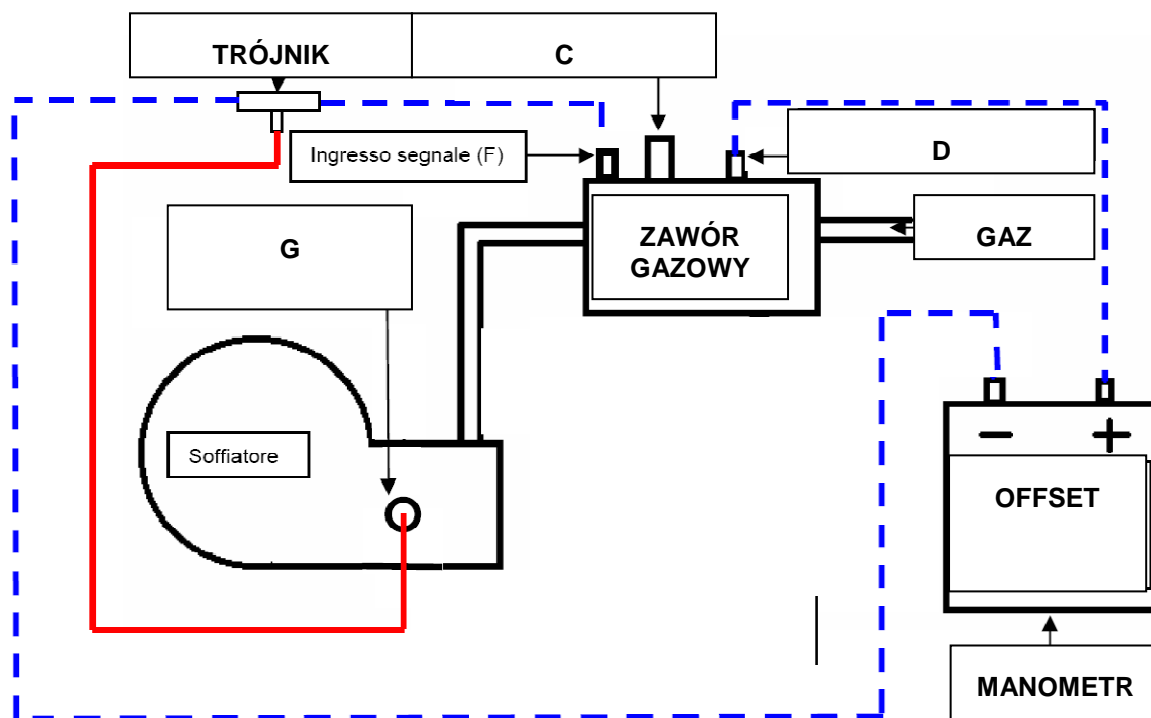 TRÓJNIK
C
Ingresso segnale (F)
D
G
ZAWÓR
GAZOWY
GAZ
Soffiatore
− +
OFFSET
MANOMETR